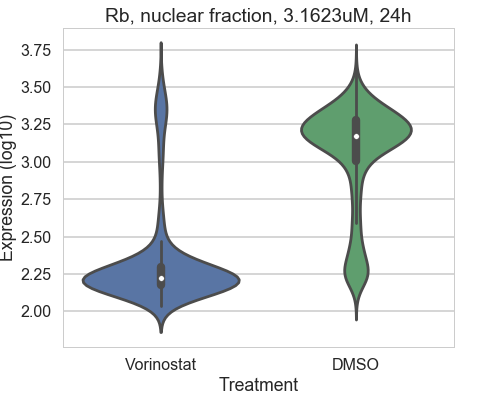 Rb, nuclear fraction, 3.1623uM, 24h
3.75
3.50
3.25
3.00
2.75
2.50
2.25
2.00
Expression (log10)
Vorinostat
DMSO
Treatment